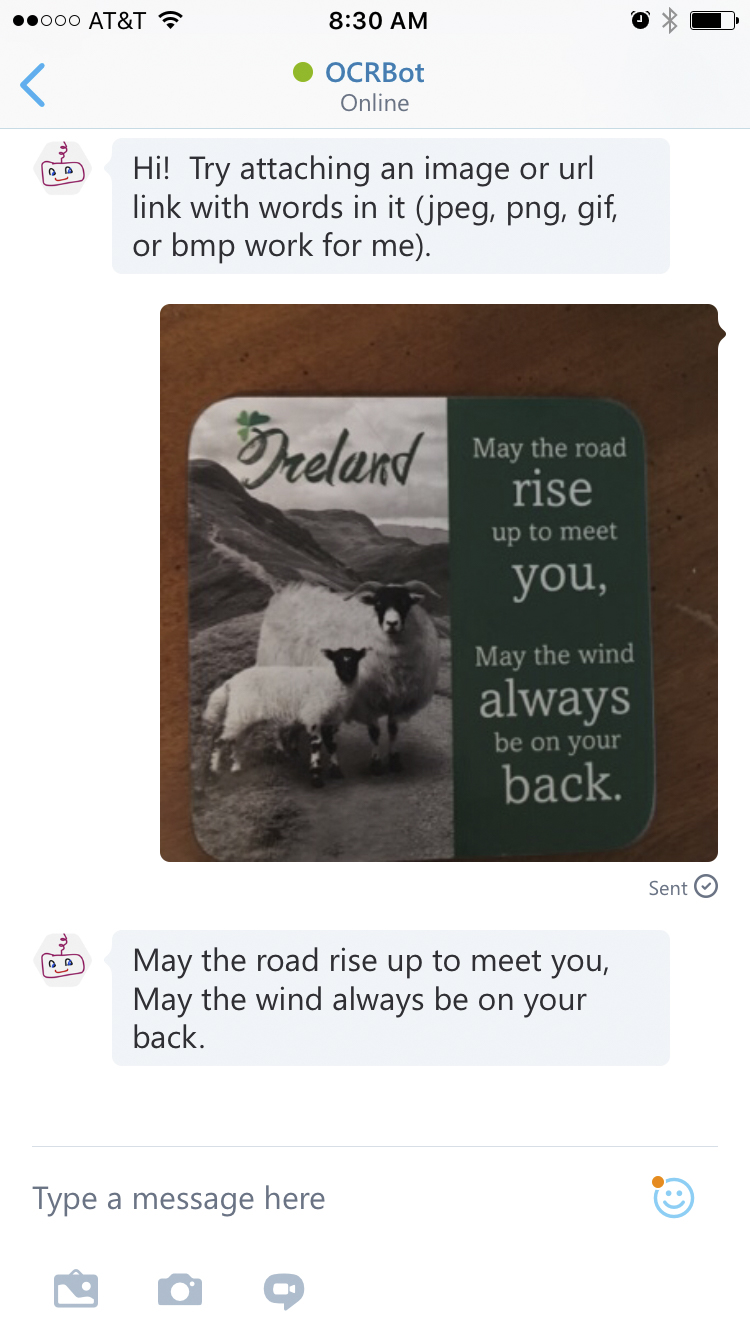 AT&T 8:30 AM
OCRBot
Online
Hi!  Try attaching an image or url
link with words in it (jpeg, png, gif,
or bmp work for me).
Ireland
May the road
rise
up to meet
you,
May the wind
always
be on your
back.
Sent
May the road rise up to meet you,
May the wind always be on your
back.
Type a message here